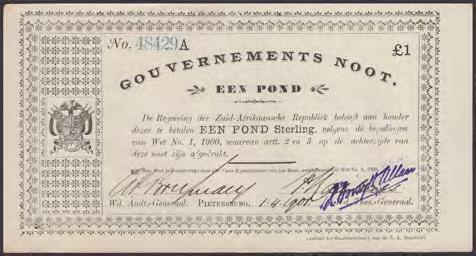 No. 48429A £1
GOUVERNEMENTS NOOT.
EEN POND
De Regeering der Zuid-Afrikaansche Republiek belooft aan houder
dezes te betalen EEN POND Sterling, volgens de bepalingen
van Wet No. 1, 1900, waarvan artt. 2 en 3 op de achterzijde van
deze noot zijn afgedrukt.
Wd. Audt.-Generaal. PIETERSBURG, 1.4.1901 Wd. Thes.-Generaal.